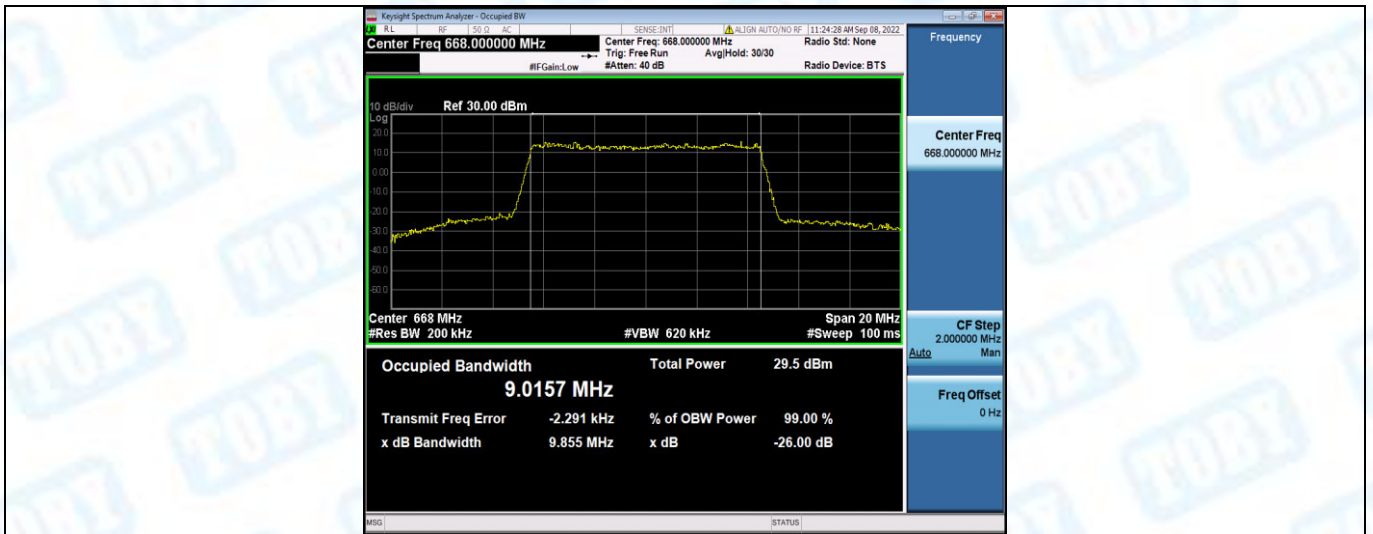 Keysight Spectrum Analyzer - Occupied BW
RL RF 50 Ω AC SENSE:INT ALIGN AUTO/NO RF 11:24:28 AM Sep 08, 2022
Center Freq 668.000000 MHz Center Freq: 668.000000 MHz Radio Std: None Frequency
Trig: Free Run Avg|Hold: 30/30
#IFGain:Low #Atten: 40 dB Radio Device: BTS
10 dB/div Ref 30.00 dBm
Log
20.0
10.0
0.00
-10.0
-20.0
-30.0
-40.0
-50.0
-60.0
Center Freq
668.000000 MHz
Center 668 MHz Span 20 MHz
#Res BW 200 kHz #VBW 620 kHz #Sweep 100 ms
CF Step
2.000000 MHz
Auto Man
Occupied Bandwidth Total Power 29.5 dBm
9.0157 MHz
Freq Offset
0 Hz
Transmit Freq Error -2.291 kHz % of OBW Power 99.00 %
x dB Bandwidth 9.855 MHz x dB -26.00 dB
MSG STATUS
TOBY